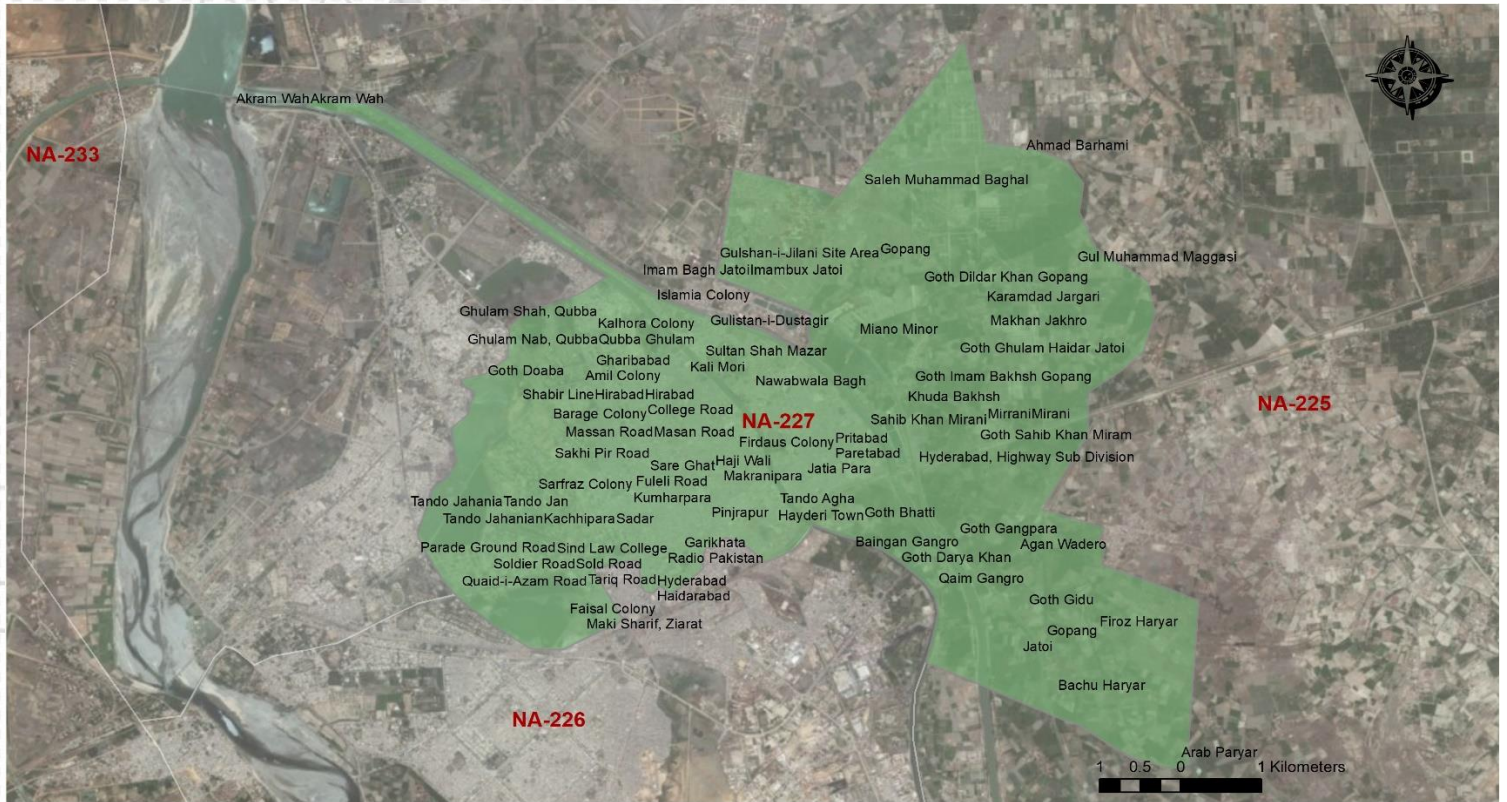 Akram WahAkram Wah
NA-233
Ahmad Barhami
Saleh Muhammad Baghal
Gulshan-i-Jilani Site Area
Gopang
Gul Muhammad Maggasi
Imam Bagh JatoiImambux Jatoi
Goth Dildar Khan Gopang
Islamia Colony
Karamdad Jargari
Ghulam Shah, Qubba
Kalhora Colony
Gulistan-i-Dustagir
Makhan Jakhro
Miano Minor
Ghulam Nab, QubbaQubba Ghulam
Sultan Shah Mazar
Goth Ghulam Haidar Jatoi
Gharibabad
Kali Mori
Goth Doaba
Amil Colony
Nawabwala Bagh
Goth Imam Bakhsh Gopang
Shabir LineHirabadHirabad
Khuda Bakhsh
NA-225
Barage Colony
College Road
NA-227
Sahib Khan Mirani
MirraniMirani
Massan RoadMasan Road
Firdaus Colony
Pritabad
Goth Sahib Khan Miram
Sakhi Pir Road
Paretabad
Hyderabad, Highway Sub Division
Sare Ghat
Haji Wali
Jatia Para
Makranipara
Sarfraz Colony
Fuleli Road
Tando JahaniaTando Jan
Kumharpara
Tando Agha
Tando JahanianKachhiparaSadar
Pinjrapur
Hayderi Town
Goth Bhatti
Goth Gangpara
Parade Ground Road
Sind Law College
Garikhata
Baingan Gangro
Agan Wadero
Soldier RoadSold Road
Radio Pakistan
Goth Darya Khan
Quaid-i-Azam Road
Tariq Road
Hyderabad
Qaim Gangro
Haidarabad
Goth Gidu
Faisal Colony
Maki Sharif, Ziarat
Firoz Haryar
Gopang
Jatoi
Bachu Haryar
NA-226
Arab Paryar
1 0.5 0 1 Kilometers